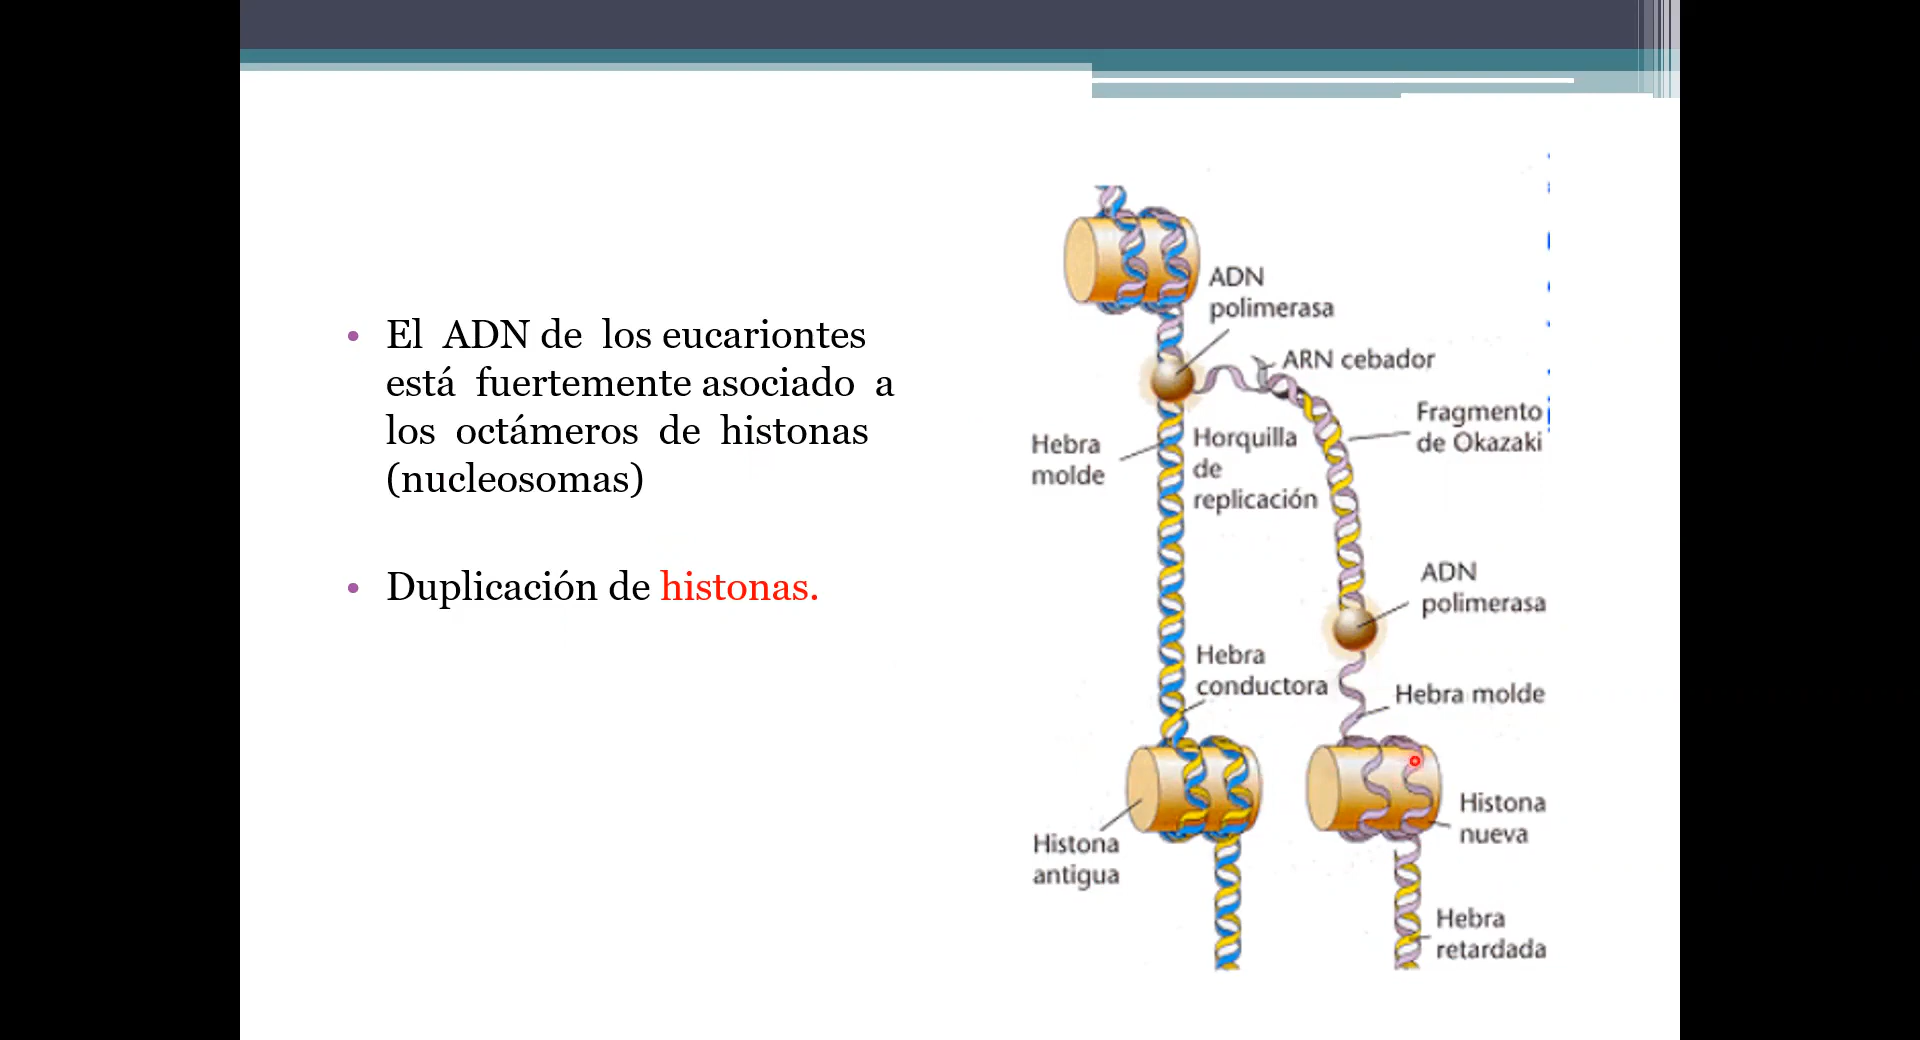 El ADN de los eucariontes
está fuertemente asociado a
los octámeros de histonas
(nucleosomas)
Duplicación de histonas.
ADN
polimerasa
ARN cebador
Fragmento
de Okazaki
Hebra
molde
Horquilla
de
replicación
ADN
polimerasa
Hebra
conductora
Hebra molde
Histona
nueva
Histona
antigua
Hebra
retardada